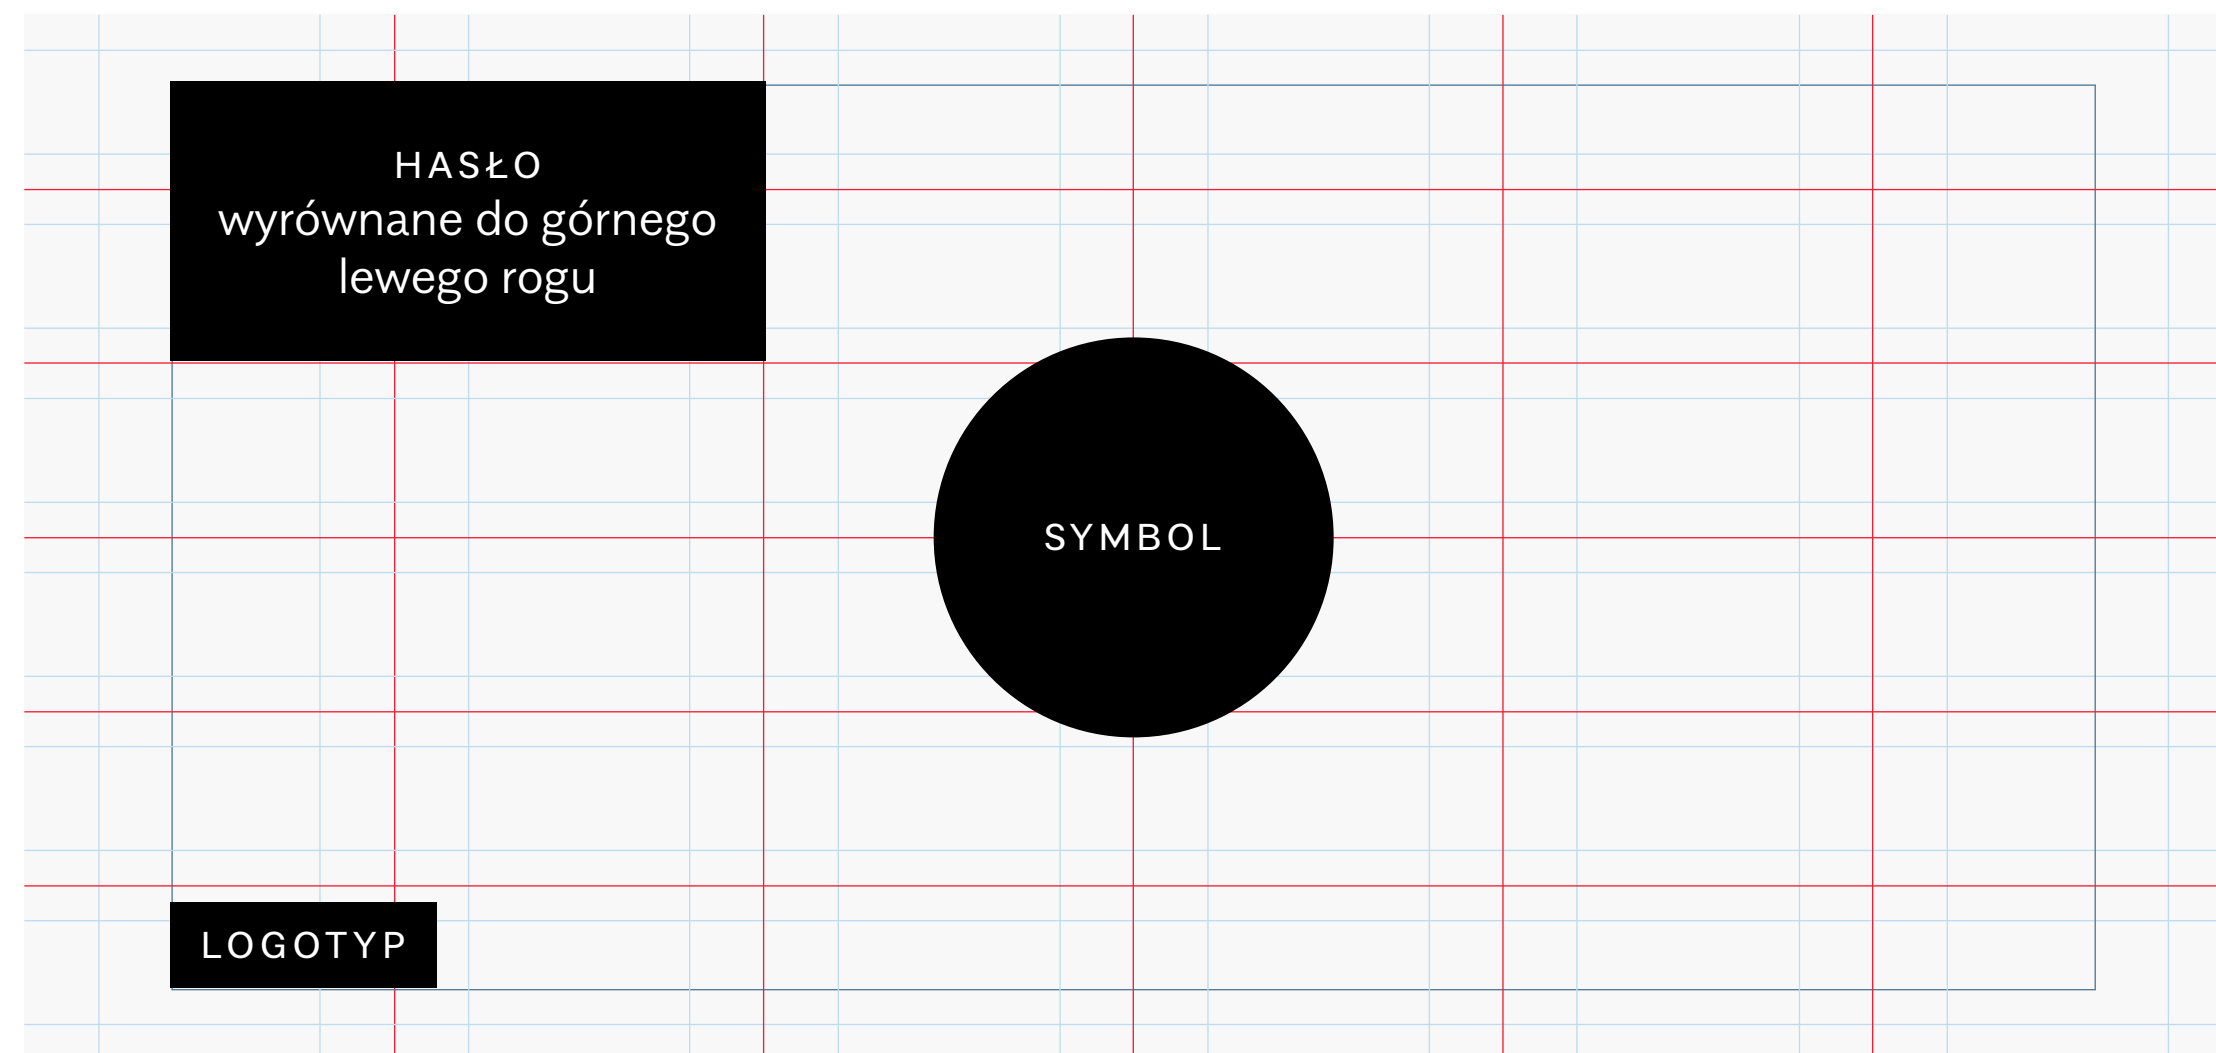 HASŁO
wyrównane do górnego
lewego rogu
SYMBOL
LOGOTYP